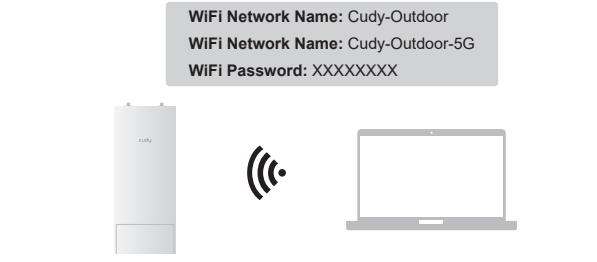 WiFi Network Name: Cudy-Outdoor
WiFi Network Name: Cudy-Outdoor-5G
WiFi Password: XXXXXXXX
cudy